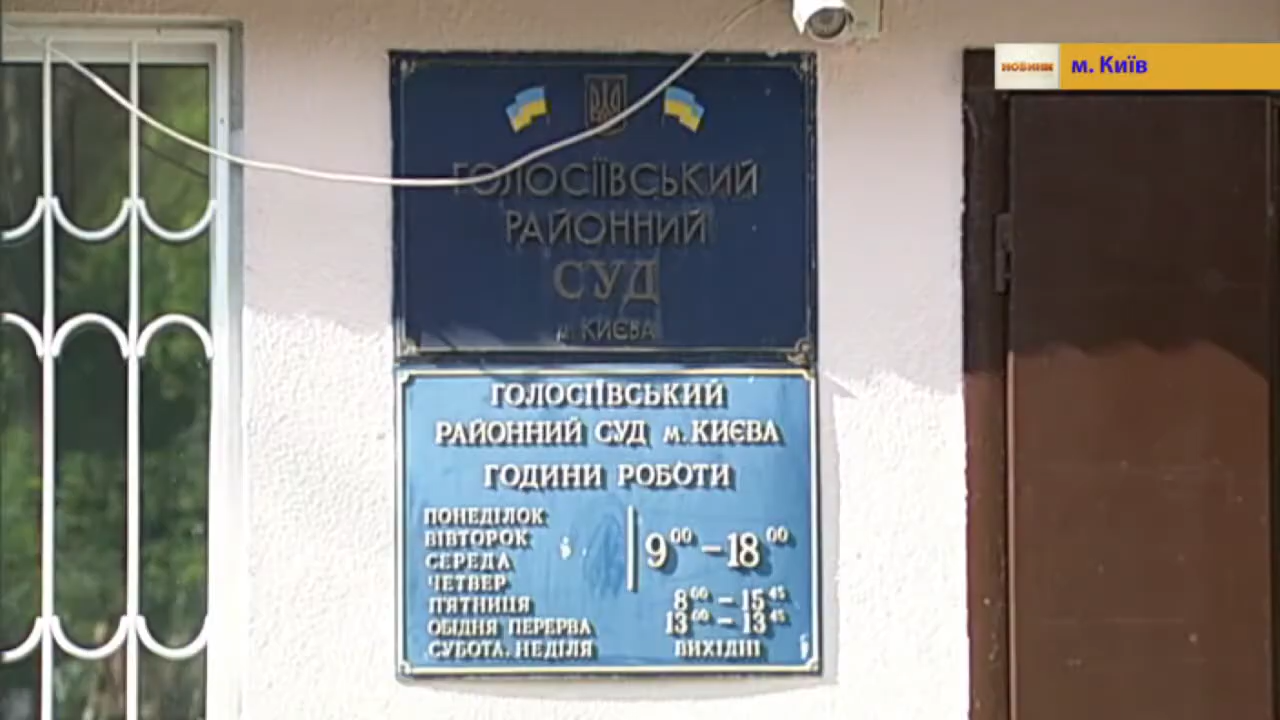 НОВИНИ
м. Київ
ГОЛОСІЇВСЬКИЙ
РАЙОННИЙ
СУД
м. КИЄВА
ГОЛОСІЇВСЬКИЙ
РАЙОННИЙ СУД м. КИЄВА
ГОДИНИ РОБОТИ
ПОНЕДІЛОК
ВІВТОРОК
СЕРЕДА
ЧЕТВЕР
9⁰⁰ – 18⁰⁰
П'ЯТНИЦЯ 8⁰⁰ – 15⁴⁵
ОБІДНЯ ПЕРЕРВА 13⁰⁰ – 13⁴⁵
СУБОТА, НЕДІЛЯ ВИХІДНІ